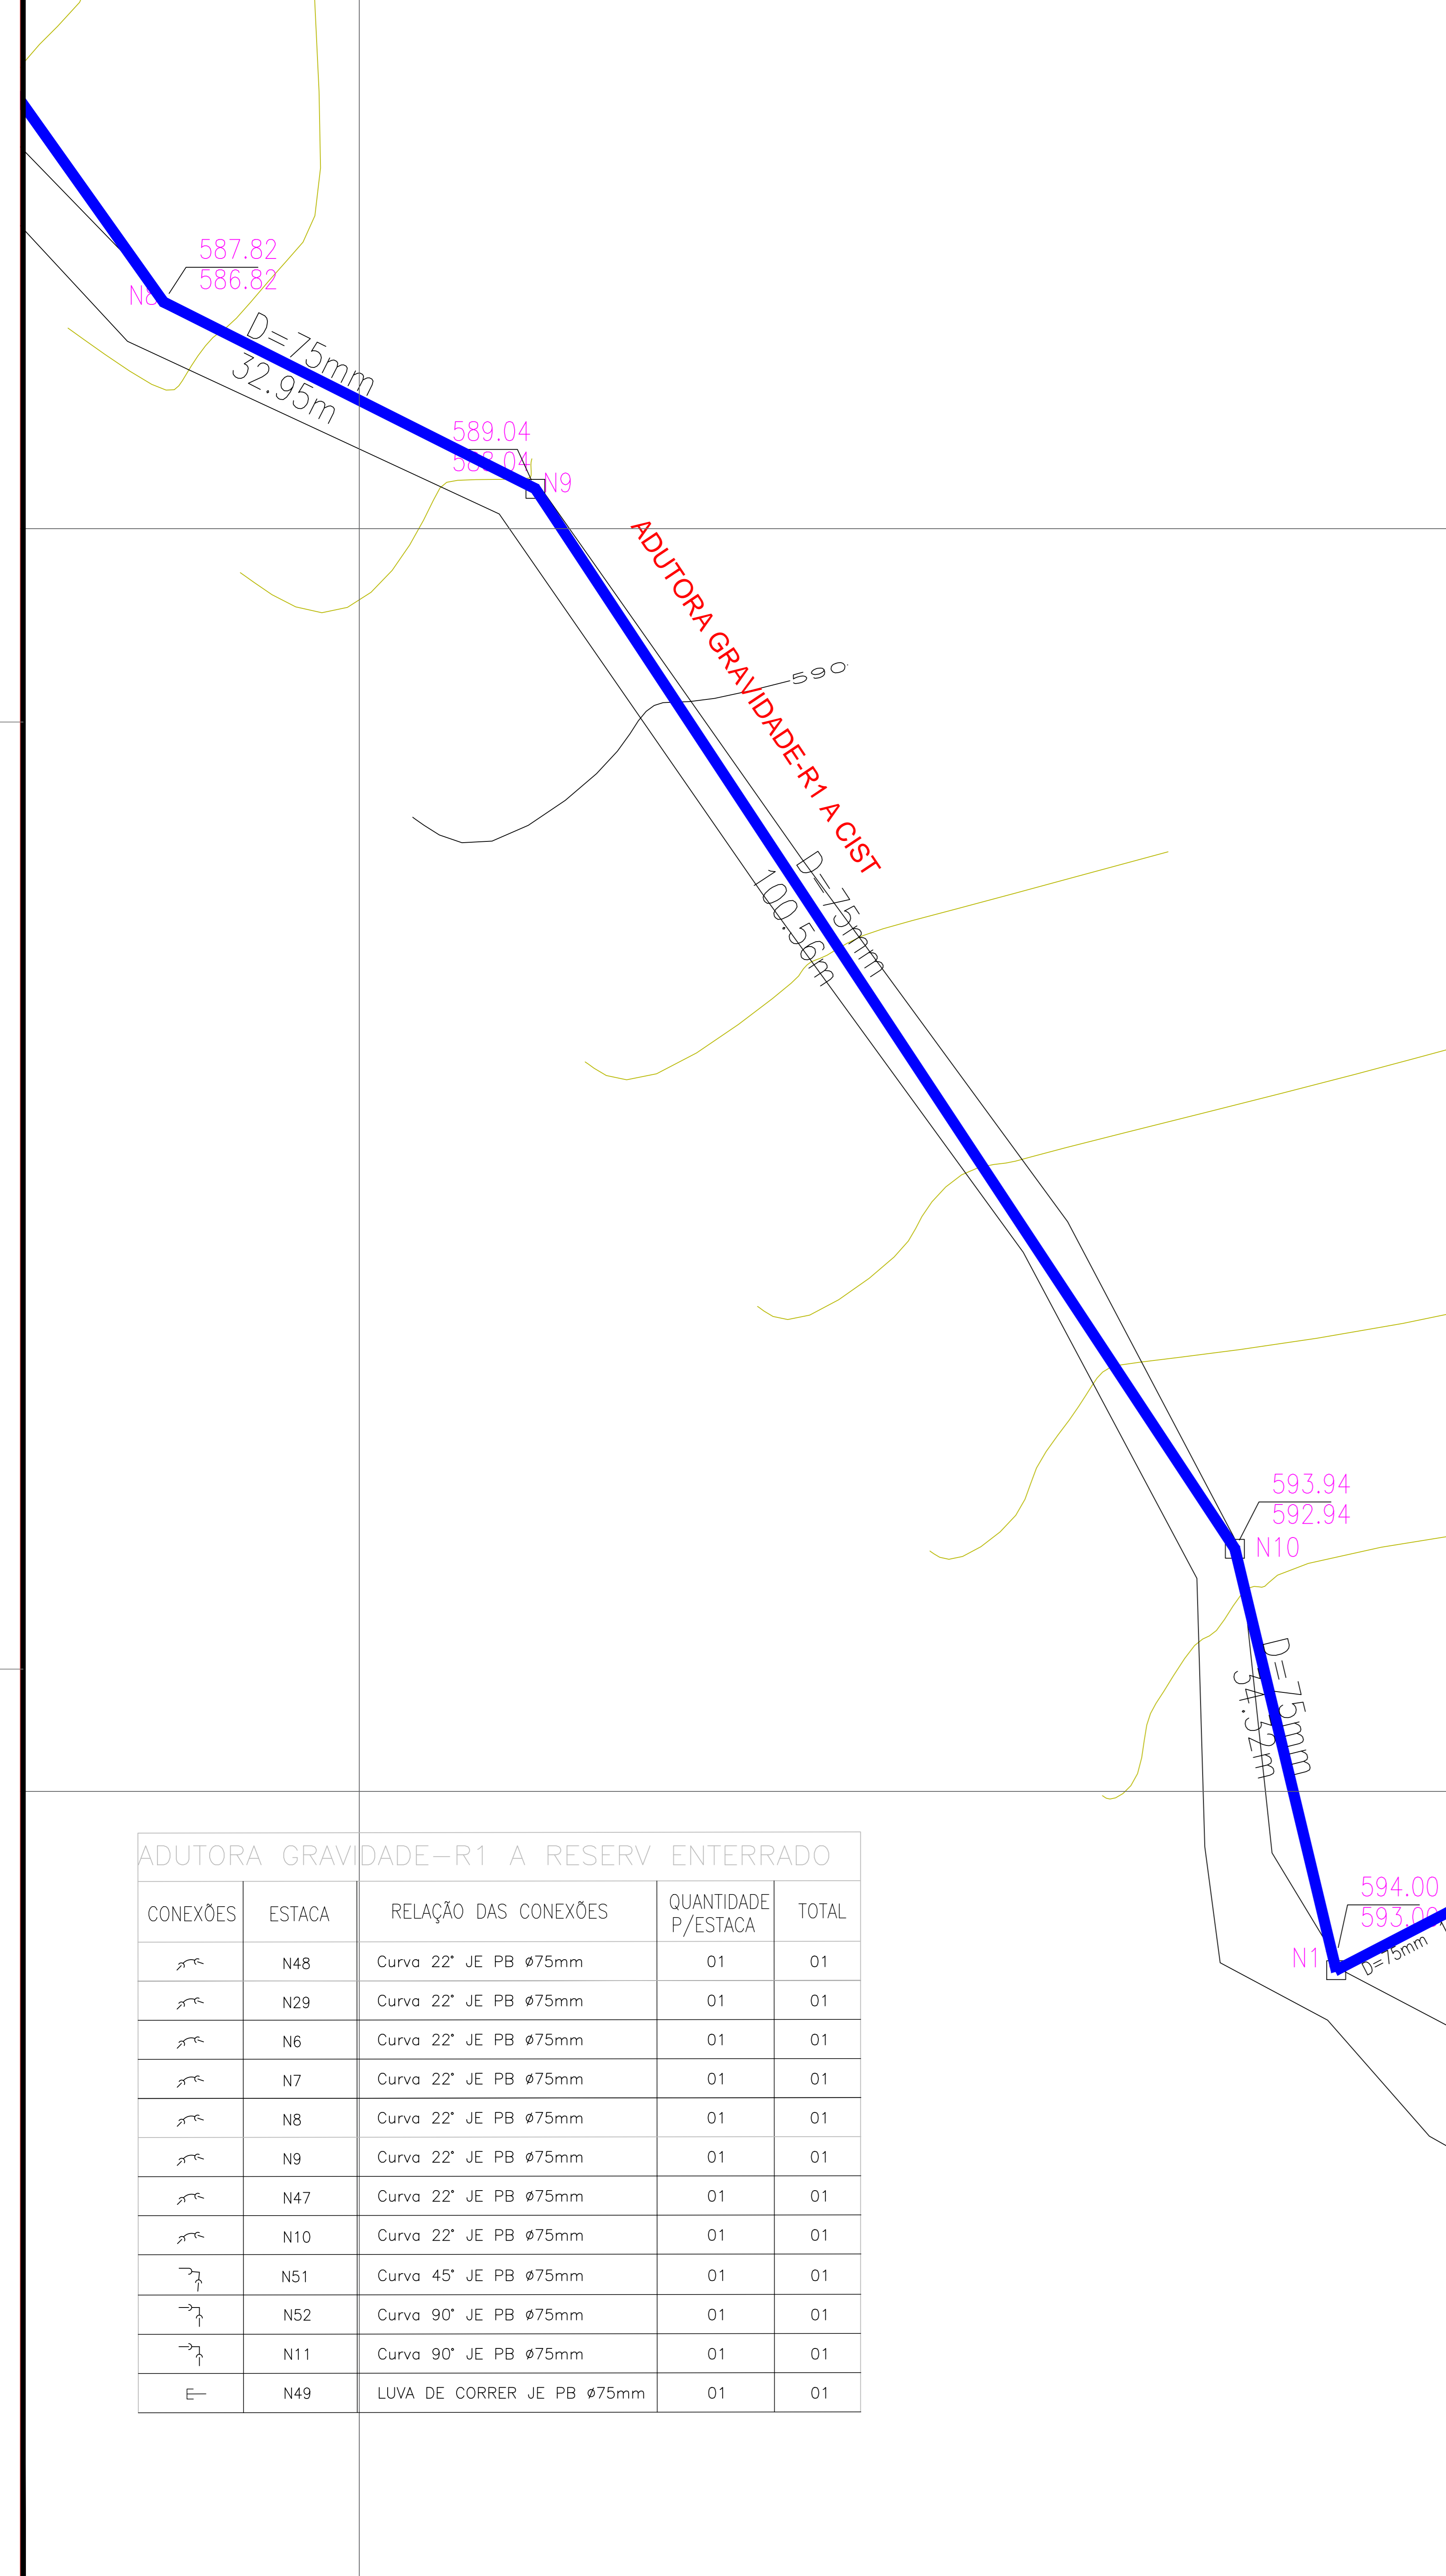 587.82
586.82
N8
D=75mm
32.95m
589.04
588.04
N9
ADUTORA GRAVIDADE-R1 A CIST
590
D=75mm
100.56m
593.94
592.94
N10
D=75mm
34.32m
594.00
593.00
N1
D=75mm
ADUTORA GRAVIDADE-R1 A RESERV ENTERRADO
CONEXÕES ESTACA RELAÇÃO DAS CONEXÕES QUANTIDADE P/ESTACA TOTAL
N48 Curva 22° JE PB ø75mm 01 01
N29 Curva 22° JE PB ø75mm 01 01
N6 Curva 22° JE PB ø75mm 01 01
N7 Curva 22° JE PB ø75mm 01 01
N8 Curva 22° JE PB ø75mm 01 01
N9 Curva 22° JE PB ø75mm 01 01
N47 Curva 22° JE PB ø75mm 01 01
N10 Curva 22° JE PB ø75mm 01 01
N51 Curva 45° JE PB ø75mm 01 01
N52 Curva 90° JE PB ø75mm 01 01
N11 Curva 90° JE PB ø75mm 01 01
N49 LUVA DE CORRER JE PB ø75mm 01 01